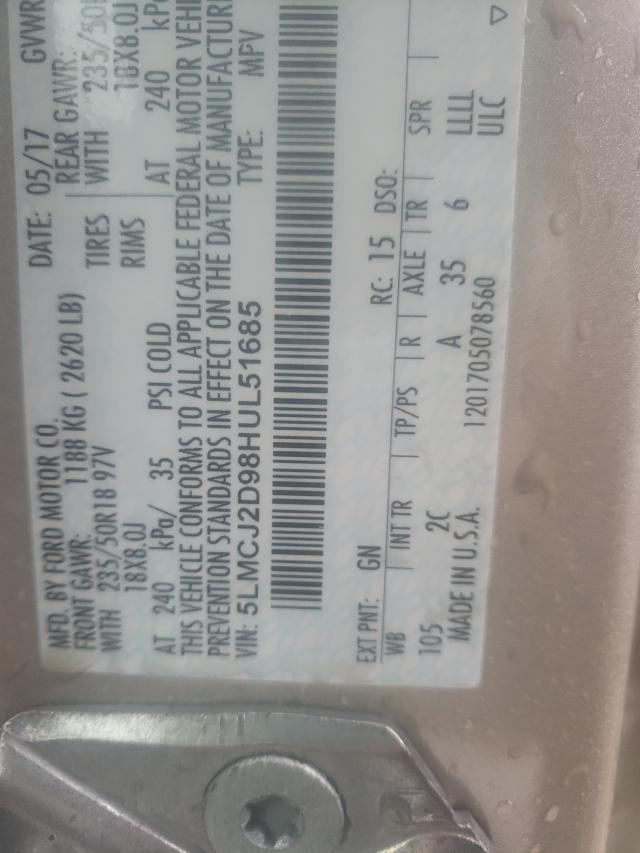 MFD. BY FORD MOTOR CO.
DATE: 05/17 GVWR
FRONT GAWR: 1188 KG ( 2620 LB)
REAR GAWR:
WITH 235/50R18 97V TIRES WITH 235/50
18X8.0J RIMS 18X8.0J
AT 240 kPa/ 35 PSI COLD AT 240 kP
THIS VEHICLE CONFORMS TO ALL APPLICABLE FEDERAL MOTOR VEHI
PREVENTION STANDARDS IN EFFECT ON THE DATE OF MANUFACTURE
VIN: 5LMCJ2D98HUL51685 TYPE: MPV
EXT PNT: GN RC: 15 DSO:
WB INT TR TP/PS R AXLE TR SPR
105 2C A 35 6 LLLL
MADE IN U.S.A. 1201705078560 ULC